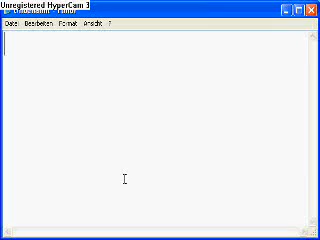 Unregistered HyperCam 3
Datei Bearbeiten Format Ansicht ?